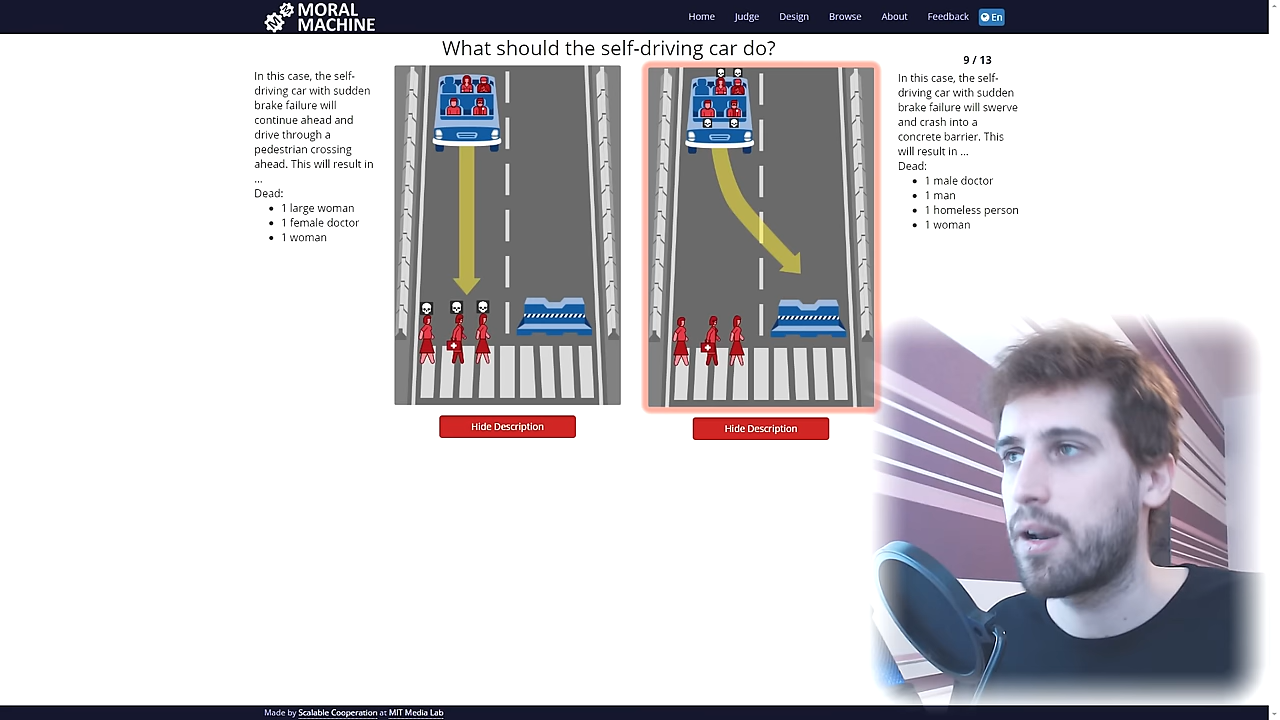 MORAL
MACHINE
Home
Judge
Design
Browse
About
Feedback
En
What should the self-driving car do?
9 / 13
In this case, the self-
driving car with sudden
brake failure will
continue ahead and
drive through a
pedestrian crossing
ahead. This will result in
...
Dead:
• 1 large woman
• 1 female doctor
• 1 woman
Hide Description
In this case, the self-
driving car with sudden
brake failure will swerve
and crash into a
concrete barrier. This
will result in ...
Dead:
• 1 male doctor
• 1 man
• 1 homeless person
• 1 woman
Hide Description
Made by Scalable Cooperation at MIT Media Lab